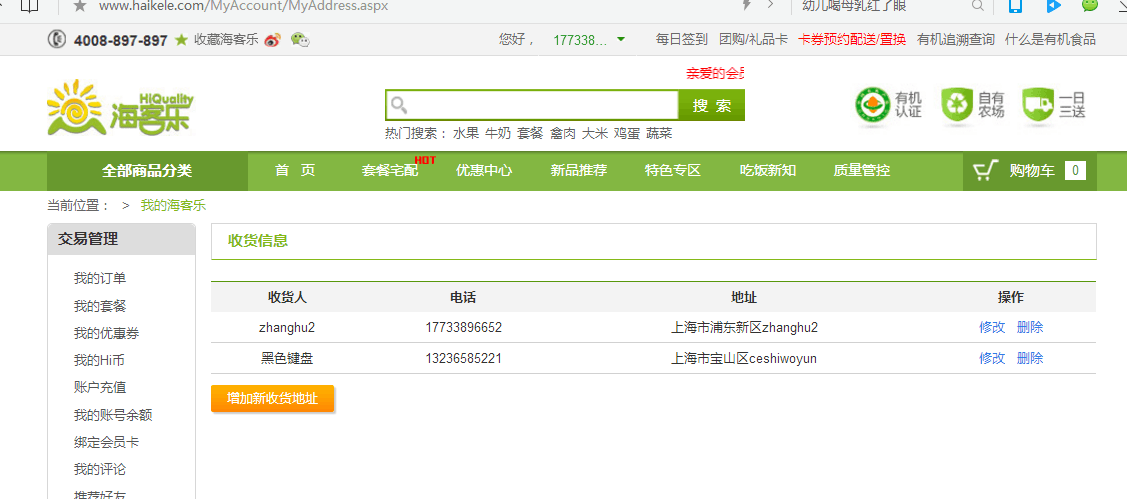 www.haikele.com/MyAccount/MyAddress.aspx
幼儿喝母乳红了眼
4008-897-897 收藏海客乐
您好， 177338... 每日签到 团购/礼品卡 卡券预约配送/置换 有机追溯查询 什么是有机食品
亲爱的会员
HiQuality
海客乐
搜 索
有机认证
自有农场
一日三送
热门搜索： 水果 牛奶 套餐 禽肉 大米 鸡蛋 蔬菜
全部商品分类 首 页 套餐宅配 HOT 优惠中心 新品推荐 特色专区 吃饭新知 质量管控 购物车 0
当前位置： > 我的海客乐
交易管理
我的订单
我的套餐
我的优惠券
我的Hi币
账户充值
我的账号余额
绑定会员卡
我的评论
推荐好友
收货信息
收货人 电话 地址 操作
zhanghu2 17733896652 上海市浦东新区zhanghu2 修改 删除
黑色键盘 13236585221 上海市宝山区ceshiwoyun 修改 删除
增加新收货地址